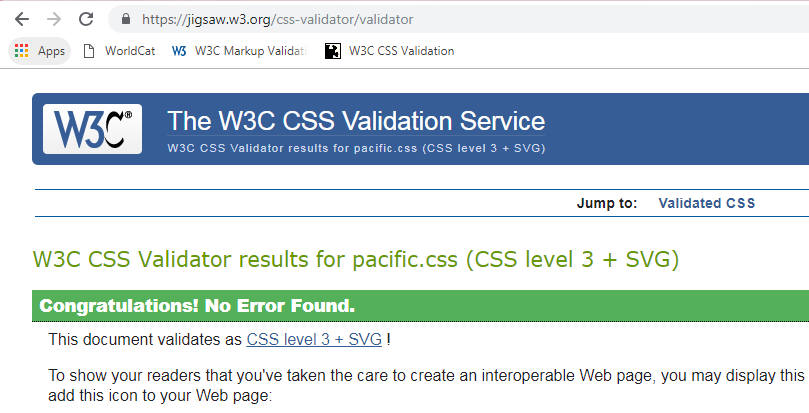 https://jigsaw.w3.org/css-validator/validator
Apps WorldCat W3C W3C Markup Validati W3C CSS Validation
W3C® The W3C CSS Validation Service
W3C CSS Validator results for pacific.css (CSS level 3 + SVG)
Jump to: Validated CSS
W3C CSS Validator results for pacific.css (CSS level 3 + SVG)
Congratulations! No Error Found.
This document validates as CSS level 3 + SVG !
To show your readers that you've taken the care to create an interoperable Web page, you may display this
add this icon to your Web page: